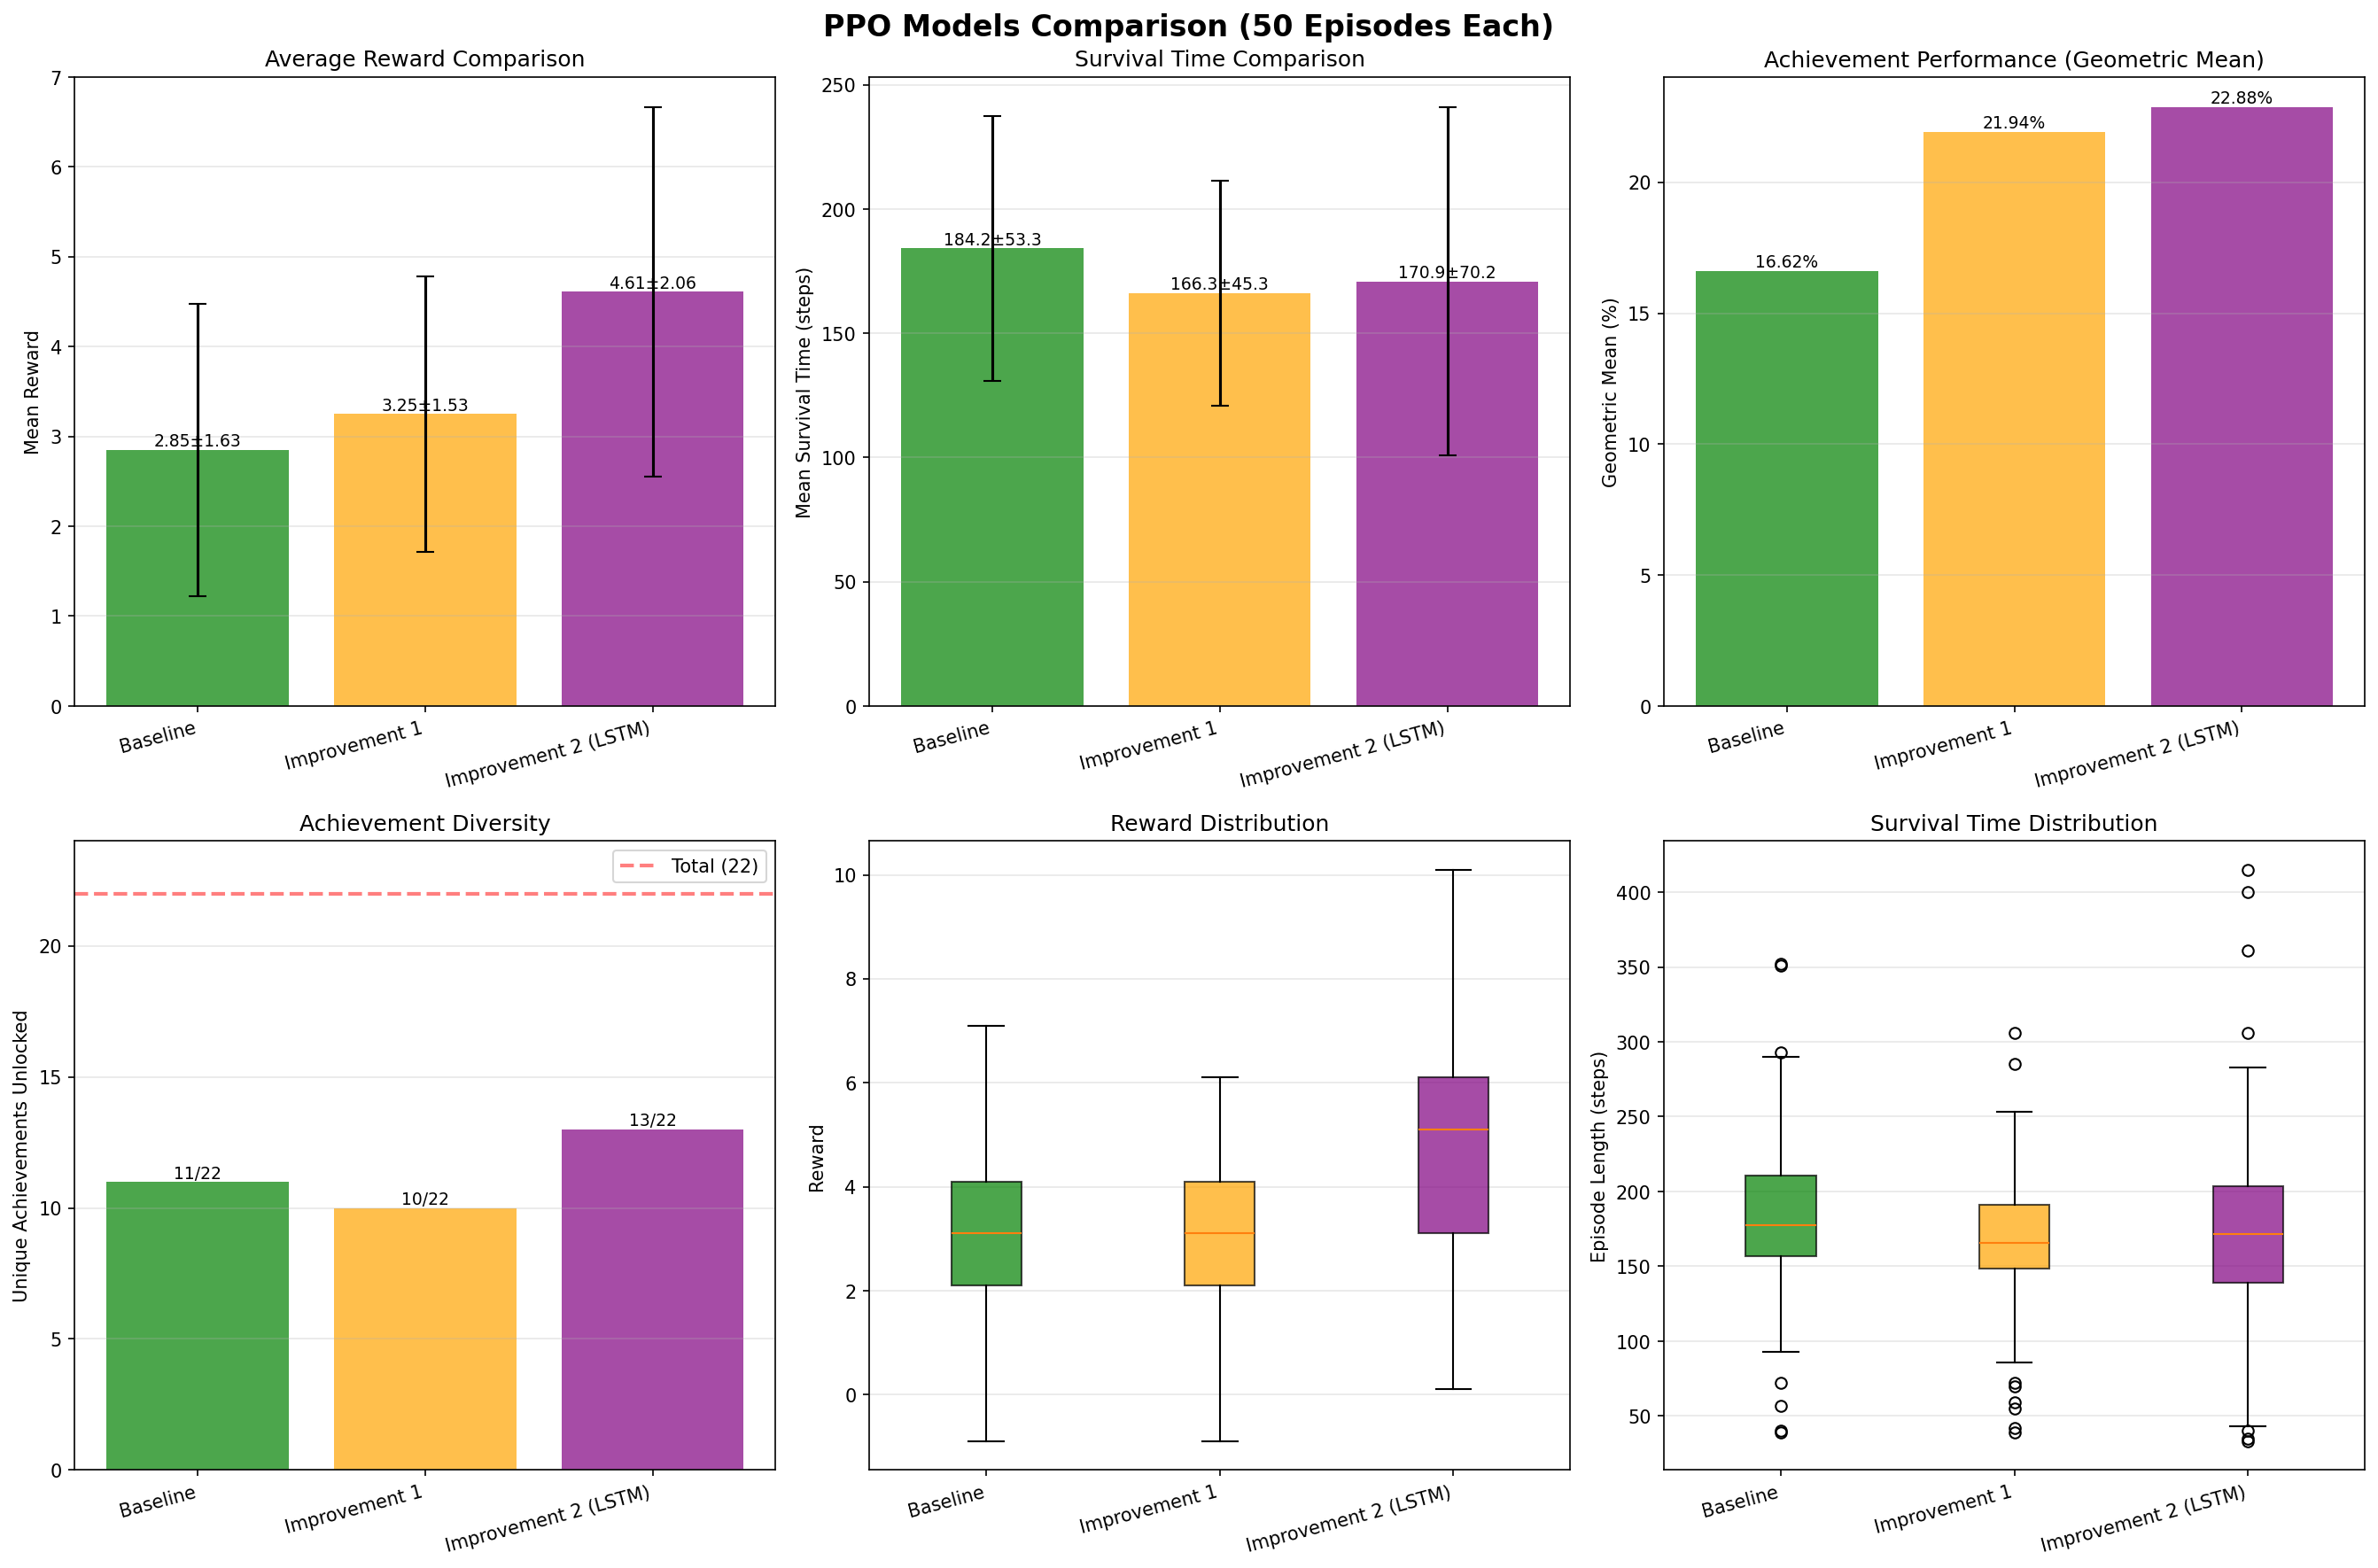 PPO Models Comparison (50 Episodes Each)
Average Reward Comparison
Mean Reward
7
6
5
4
3
2
1
0
2.85±1.63
3.25±1.53
4.61±2.06
Baseline
Improvement 1
Improvement 2 (LSTM)
Survival Time Comparison
Mean Survival Time (steps)
250
200
150
100
50
0
184.2±53.3
166.3±45.3
170.9±70.2
Baseline
Improvement 1
Improvement 2 (LSTM)
Achievement Performance (Geometric Mean)
Geometric Mean (%)
20
15
10
5
0
16.62%
21.94%
22.88%
Baseline
Improvement 1
Improvement 2 (LSTM)
Achievement Diversity
Unique Achievements Unlocked
Total (22)
20
15
10
5
0
11/22
10/22
13/22
Baseline
Improvement 1
Improvement 2 (LSTM)
Reward Distribution
Reward
10
8
6
4
2
0
Baseline
Improvement 1
Improvement 2 (LSTM)
Survival Time Distribution
Episode Length (steps)
400
350
300
250
200
150
100
50
Baseline
Improvement 1
Improvement 2 (LSTM)